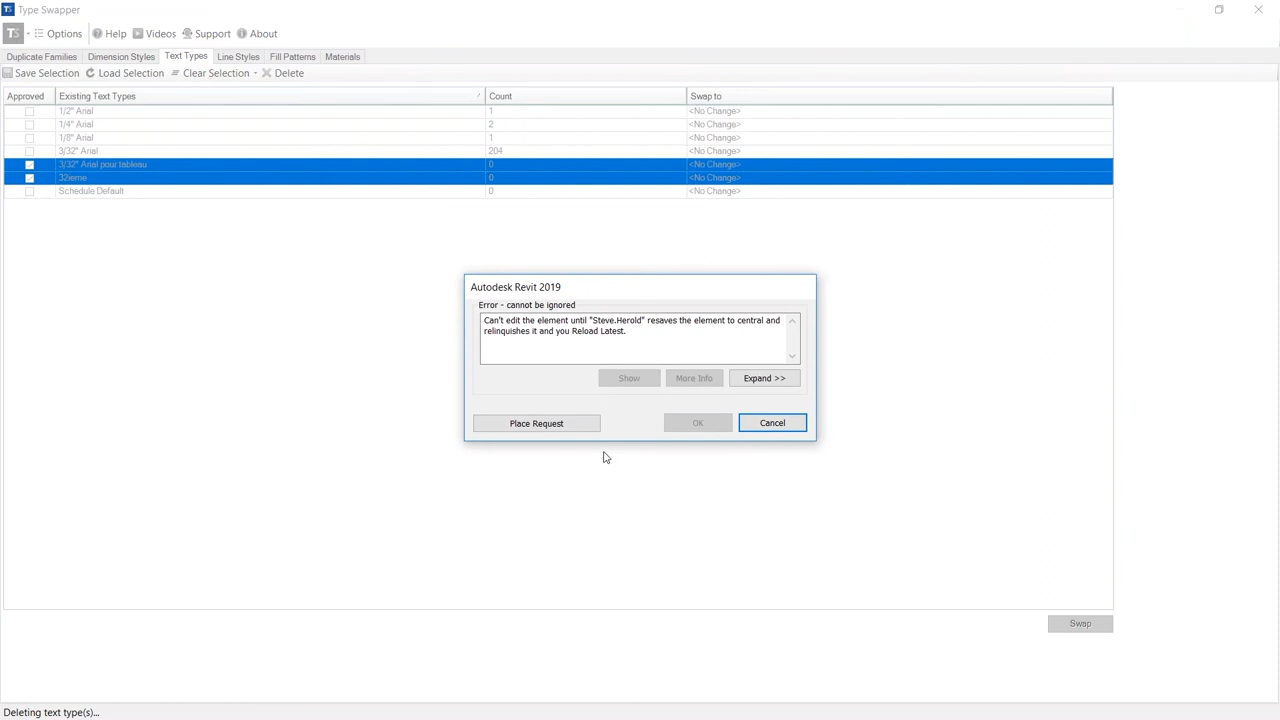 TS Type Swapper
TS Options Help Videos Support About
Duplicate Families Dimension Styles Text Types Line Styles Fill Patterns Materials
Save Selection Load Selection Clear Selection Delete
Approved Existing Text Types Count Swap to
1/2" Arial 1 <No Change>
1/4" Arial 2 <No Change>
1/8" Arial 1 <No Change>
3/32" Arial 204 <No Change>
3/32" Arial pour tableau 0 <No Change>
32ieme 0 <No Change>
Schedule Default 0 <No Change>
Autodesk Revit 2019
Error - cannot be ignored
Can't edit the element until "Steve.Herold" resaves the element to central and
relinquishes it and you Reload Latest.
Show More Info Expand >>
Place Request OK Cancel
Swap
Deleting text type(s)...